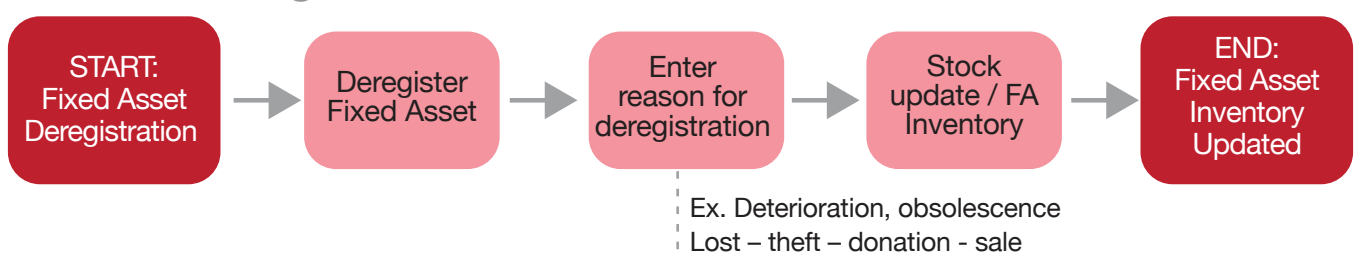 START:
Fixed Asset
Deregistration
Deregister
Fixed Asset
Enter
reason for
deregistration
Stock
update / FA
Inventory
END:
Fixed Asset
Inventory
Updated
Ex. Deterioration, obsolescence
Lost – theft – donation - sale